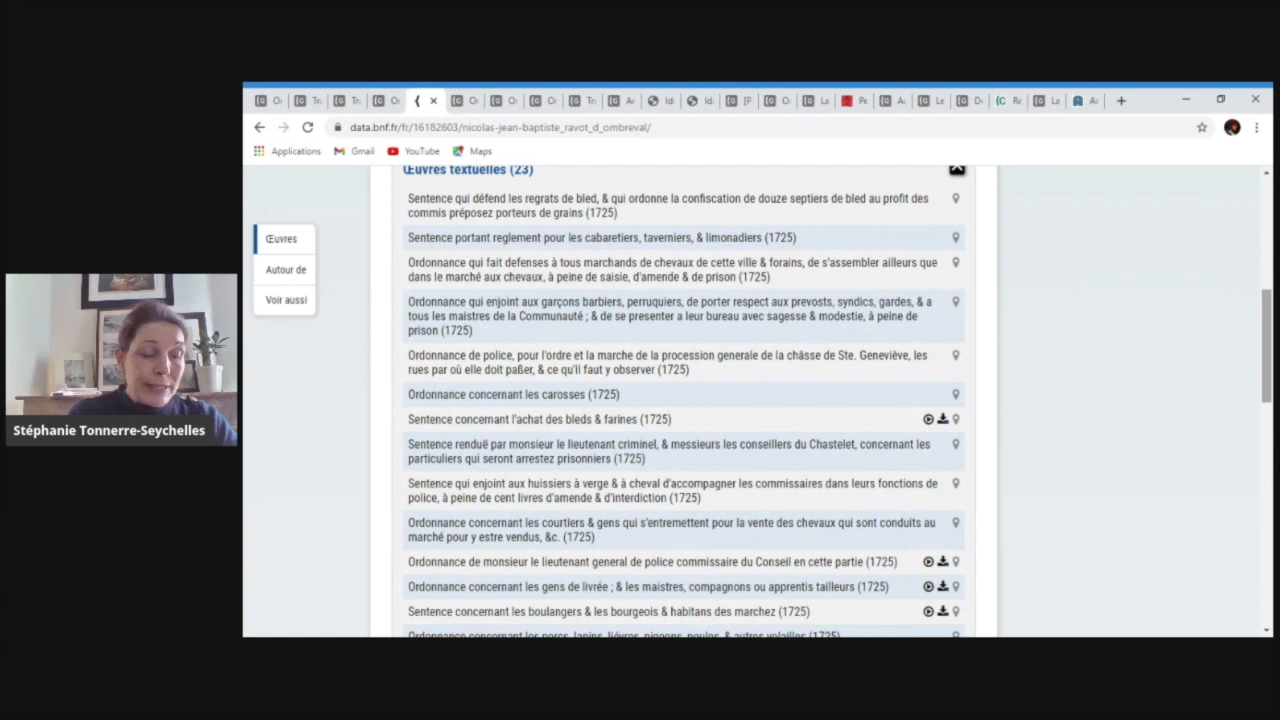 data.bnf.fr/fr/16182603/nicolas-jean-baptiste_ravot_d_ombreval/
Applications
Gmail
YouTube
Maps
Œuvres textuelles (23)
Œuvres
Autour de
Voir aussi
Sentence qui défend les regrats de bled, & qui ordonne la confiscation de douze septiers de bled au profit des
commis préposez porteurs de grains (1725)
Sentence portant reglement pour les cabaretiers, taverniers, & limonadiers (1725)
Ordonnance qui fait defenses à tous marchands de chevaux de cette ville & forains, de s'assembler ailleurs que
dans le marché aux chevaux, à peine de saisie, d'amende & de prison (1725)
Ordonnance qui enjoint aux garçons barbiers, perruquiers, de porter respect aux prevosts, syndics, gardes, & a
tous les maistres de la Communauté ; & de se presenter a leur bureau avec sagesse & modestie, à peine de
prison (1725)
Ordonnance de police, pour l'ordre et la marche de la procession generale de la châsse de Ste. Geneviève, les
rues par où elle doit paßer, & ce qu'il faut y observer (1725)
Ordonnance concernant les carosses (1725)
Sentence concernant l'achat des bleds & farines (1725)
Sentence renduë par monsieur le lieutenant criminel, & messieurs les conseillers du Chastelet, concernant les
particuliers qui seront arrestez prisonniers (1725)
Sentence qui enjoint aux huissiers à verge & à cheval d'accompagner les commissaires dans leurs fonctions de
police, à peine de cent livres d'amende & d'interdiction (1725)
Ordonnance concernant les courtiers & gens qui s'entremettent pour la vente des chevaux qui sont conduits au
marché pour y estre vendus, &c. (1725)
Ordonnance de monsieur le lieutenant general de police commissaire du Conseil en cette partie (1725)
Ordonnance concernant les gens de livrée ; & les maistres, compagnons ou apprentis tailleurs (1725)
Sentence concernant les boulangers & les bourgeois & habitans des marchez (1725)
Ordonnance concernant les porcs, lapins, liévres, pigeons, poules, & autres volailles (1725)
Stéphanie Tonnerre-Seychelles